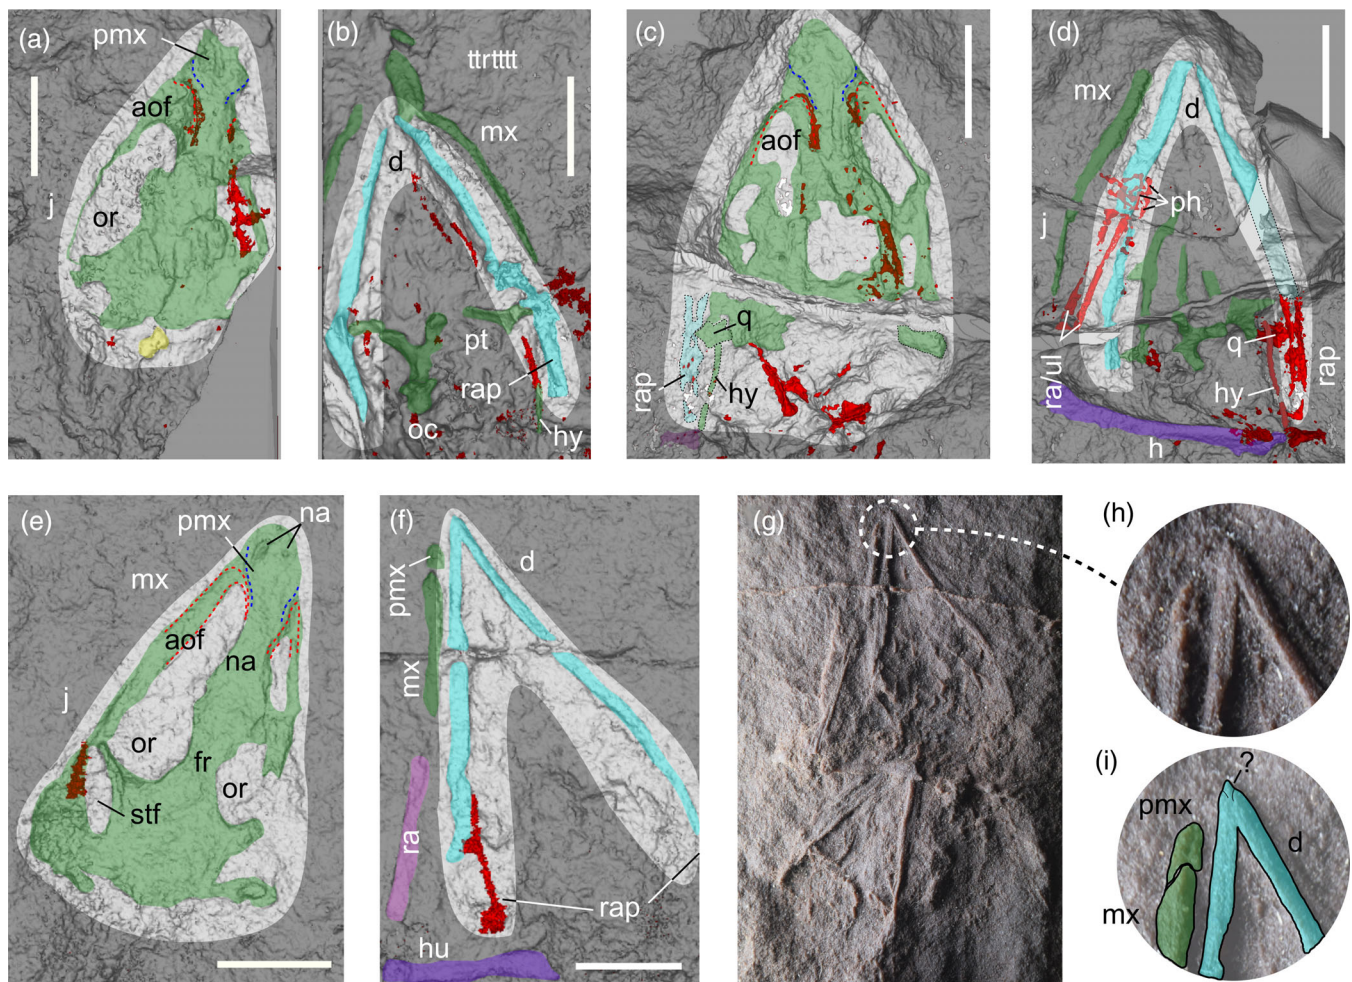 (a)
pmx
aof
j
or
(b)
ttrtttt
mx
d
pt
rap
oc
hy
(c)
aof
q
rap
hy
(d)
mx
d
ph
j
ra/ul
q
hy
rap
h
(e)
na
pmx
mx
aof
na
j
or
fr
or
stf
(f)
pmx
d
mx
ra
rap
hu
(g)
(h)
(i)
?
pmx
d
mx